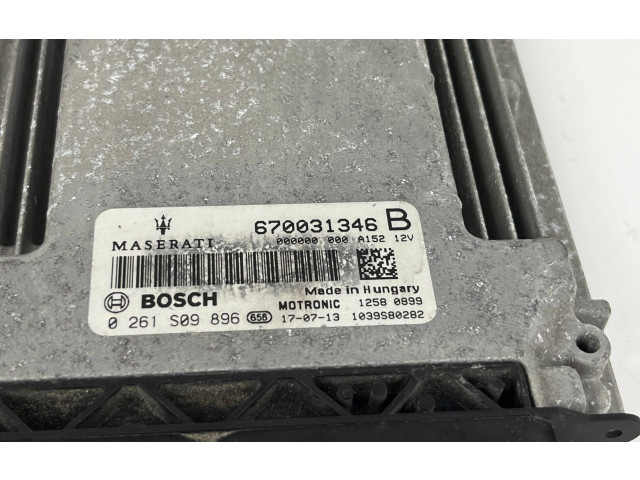 670031346 B
MASERATI
000000 000 A152 12V
Made in Hungary
BOSCH
MOTRONIC 1258 0899
0 261 S09 896 658 17-07-13 1039S80282